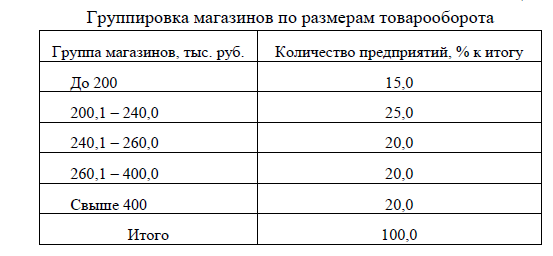 Группировка магазинов по размерам товарооборота
Группа магазинов, тыс. руб. Количество предприятий, % к итогу
До 200 15,0
200,1 – 240,0 25,0
240,1 – 260,0 20,0
260,1 – 400,0 20,0
Свыше 400 20,0
Итого 100,0